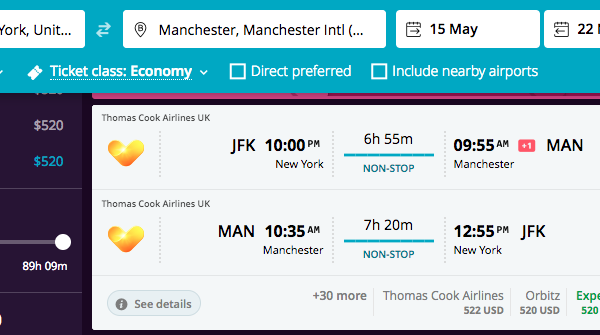 York, Unit... Manchester, Manchester Intl (... 15 May 22 M
Ticket class: Economy Direct preferred Include nearby airports
$520
$520
89h 09m
Thomas Cook Airlines UK
JFK 10:00 PM 6h 55m 09:55 AM +1 MAN
New York NON-STOP Manchester
Thomas Cook Airlines UK
MAN 10:35 AM 7h 20m 12:55 PM JFK
Manchester NON-STOP New York
i See details +30 more Thomas Cook Airlines Orbitz Expe
522 USD 520 USD 520